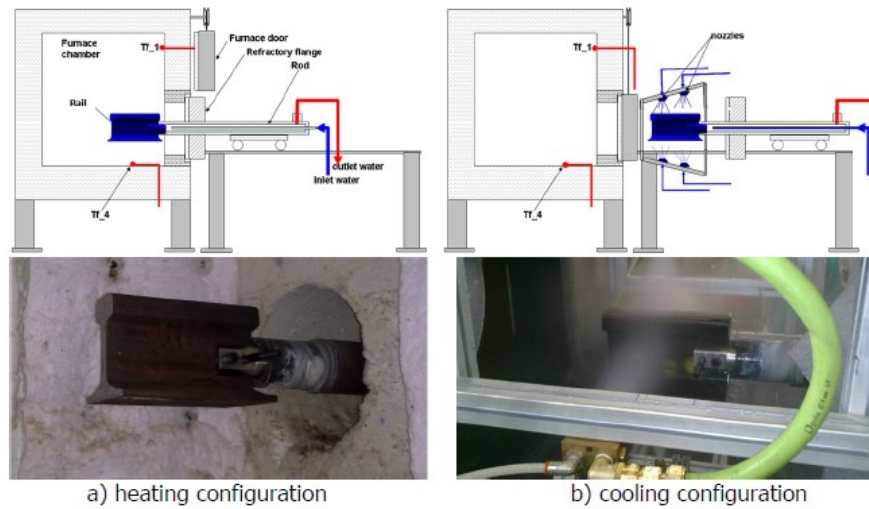 Furnace
chamber
Tf_1
Furnace door
Refractory flange
Rod
Rail
outlet water
Inlet water
Tf_4
Tf_1
nozzles
Tf_4
a) heating configuration
b) cooling configuration